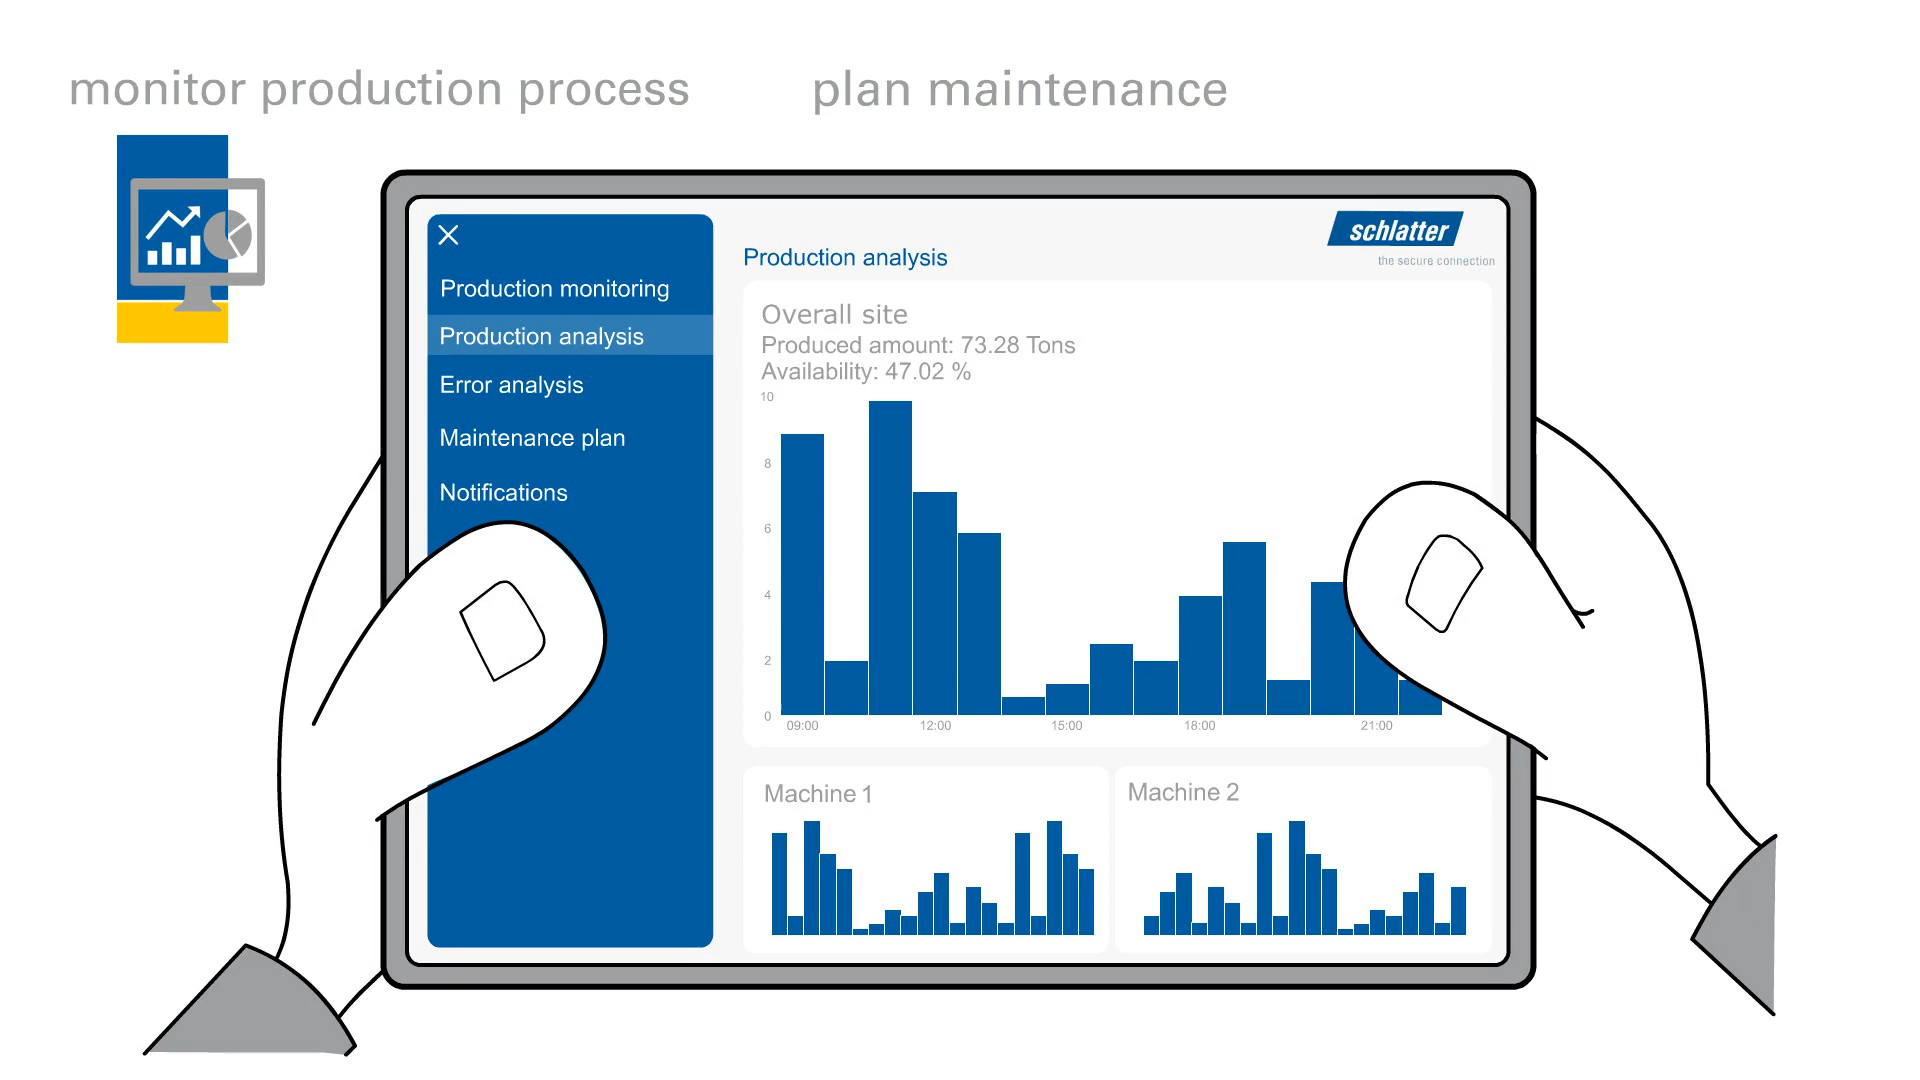 monitor production process
plan maintenance
schlatter
the secure connection
Production monitoring
Production analysis
Error analysis
Maintenance plan
Notifications
Production analysis
Overall site
Produced amount: 73.28 Tons
Availability: 47.02 %
10
8
6
4
2
0
09:00 12:00 15:00 18:00 21:00
Machine 1
Machine 2